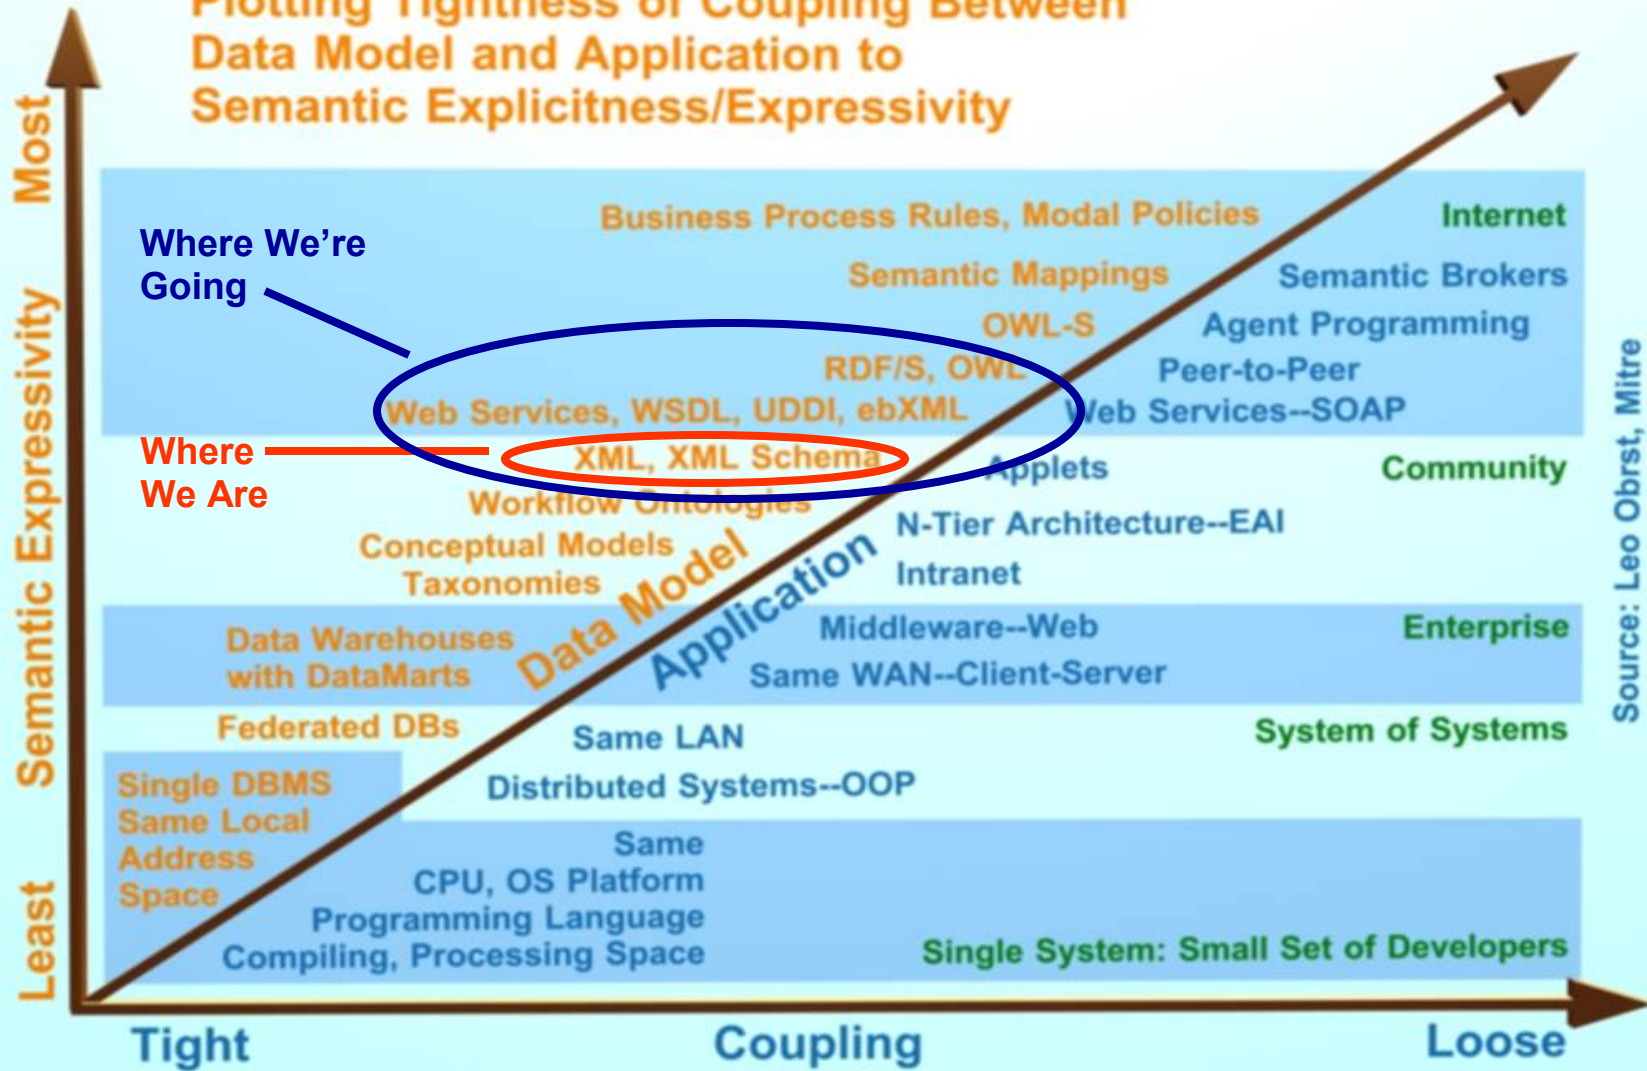 Plotting Tightness of Coupling Between
Data Model and Application to
Semantic Explicitness/Expressivity
Most
Semantic Expressivity
Least
Where We're
Going
Where
We Are
Business Process Rules, Modal Policies
Internet
Semantic Mappings
Semantic Brokers
OWL-S
Agent Programming
RDF/S, OWL
Peer-to-Peer
Web Services, WSDL, UDDI, ebXML
Web Services--SOAP
XML, XML Schema
Applets
Community
Workflow Ontologies
N-Tier Architecture--EAI
Conceptual Models
Taxonomies
Intranet
Data Model
Application
Data Warehouses
with DataMarts
Middleware--Web
Enterprise
Same WAN--Client-Server
Federated DBs
Same LAN
System of Systems
Distributed Systems--OOP
Single DBMS
Same Local
Address
Space
Same
CPU, OS Platform
Programming Language
Compiling, Processing Space
Single System: Small Set of Developers
Tight
Coupling
Loose
Source: Leo Obrst, Mitre